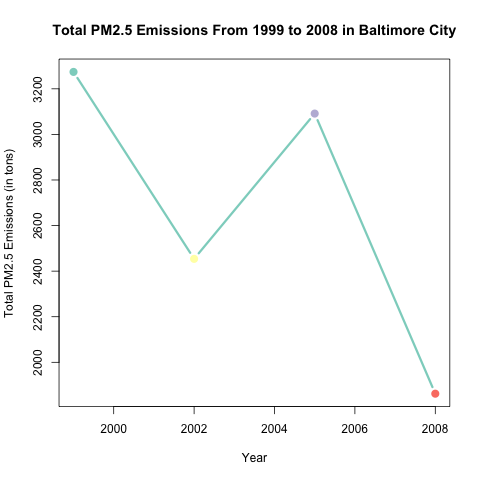 Total PM2.5 Emissions From 1999 to 2008 in Baltimore City
Total PM2.5 Emissions (in tons)
3200
3000
2800
2600
2400
2200
2000
2000 2002 2004 2006 2008
Year